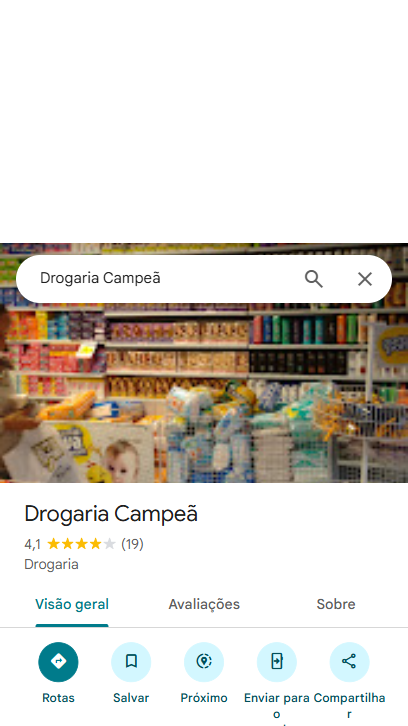 Drogaria Campeã
Drogaria Campeã
4,1 (19)
Drogaria
Visão geral Avaliações Sobre
Rotas Salvar Próximo Enviar para o Compartilhar